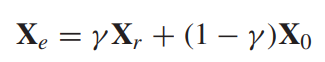 𝐗ₑ = γ𝐗ᵣ + (1 − γ)𝐗₀